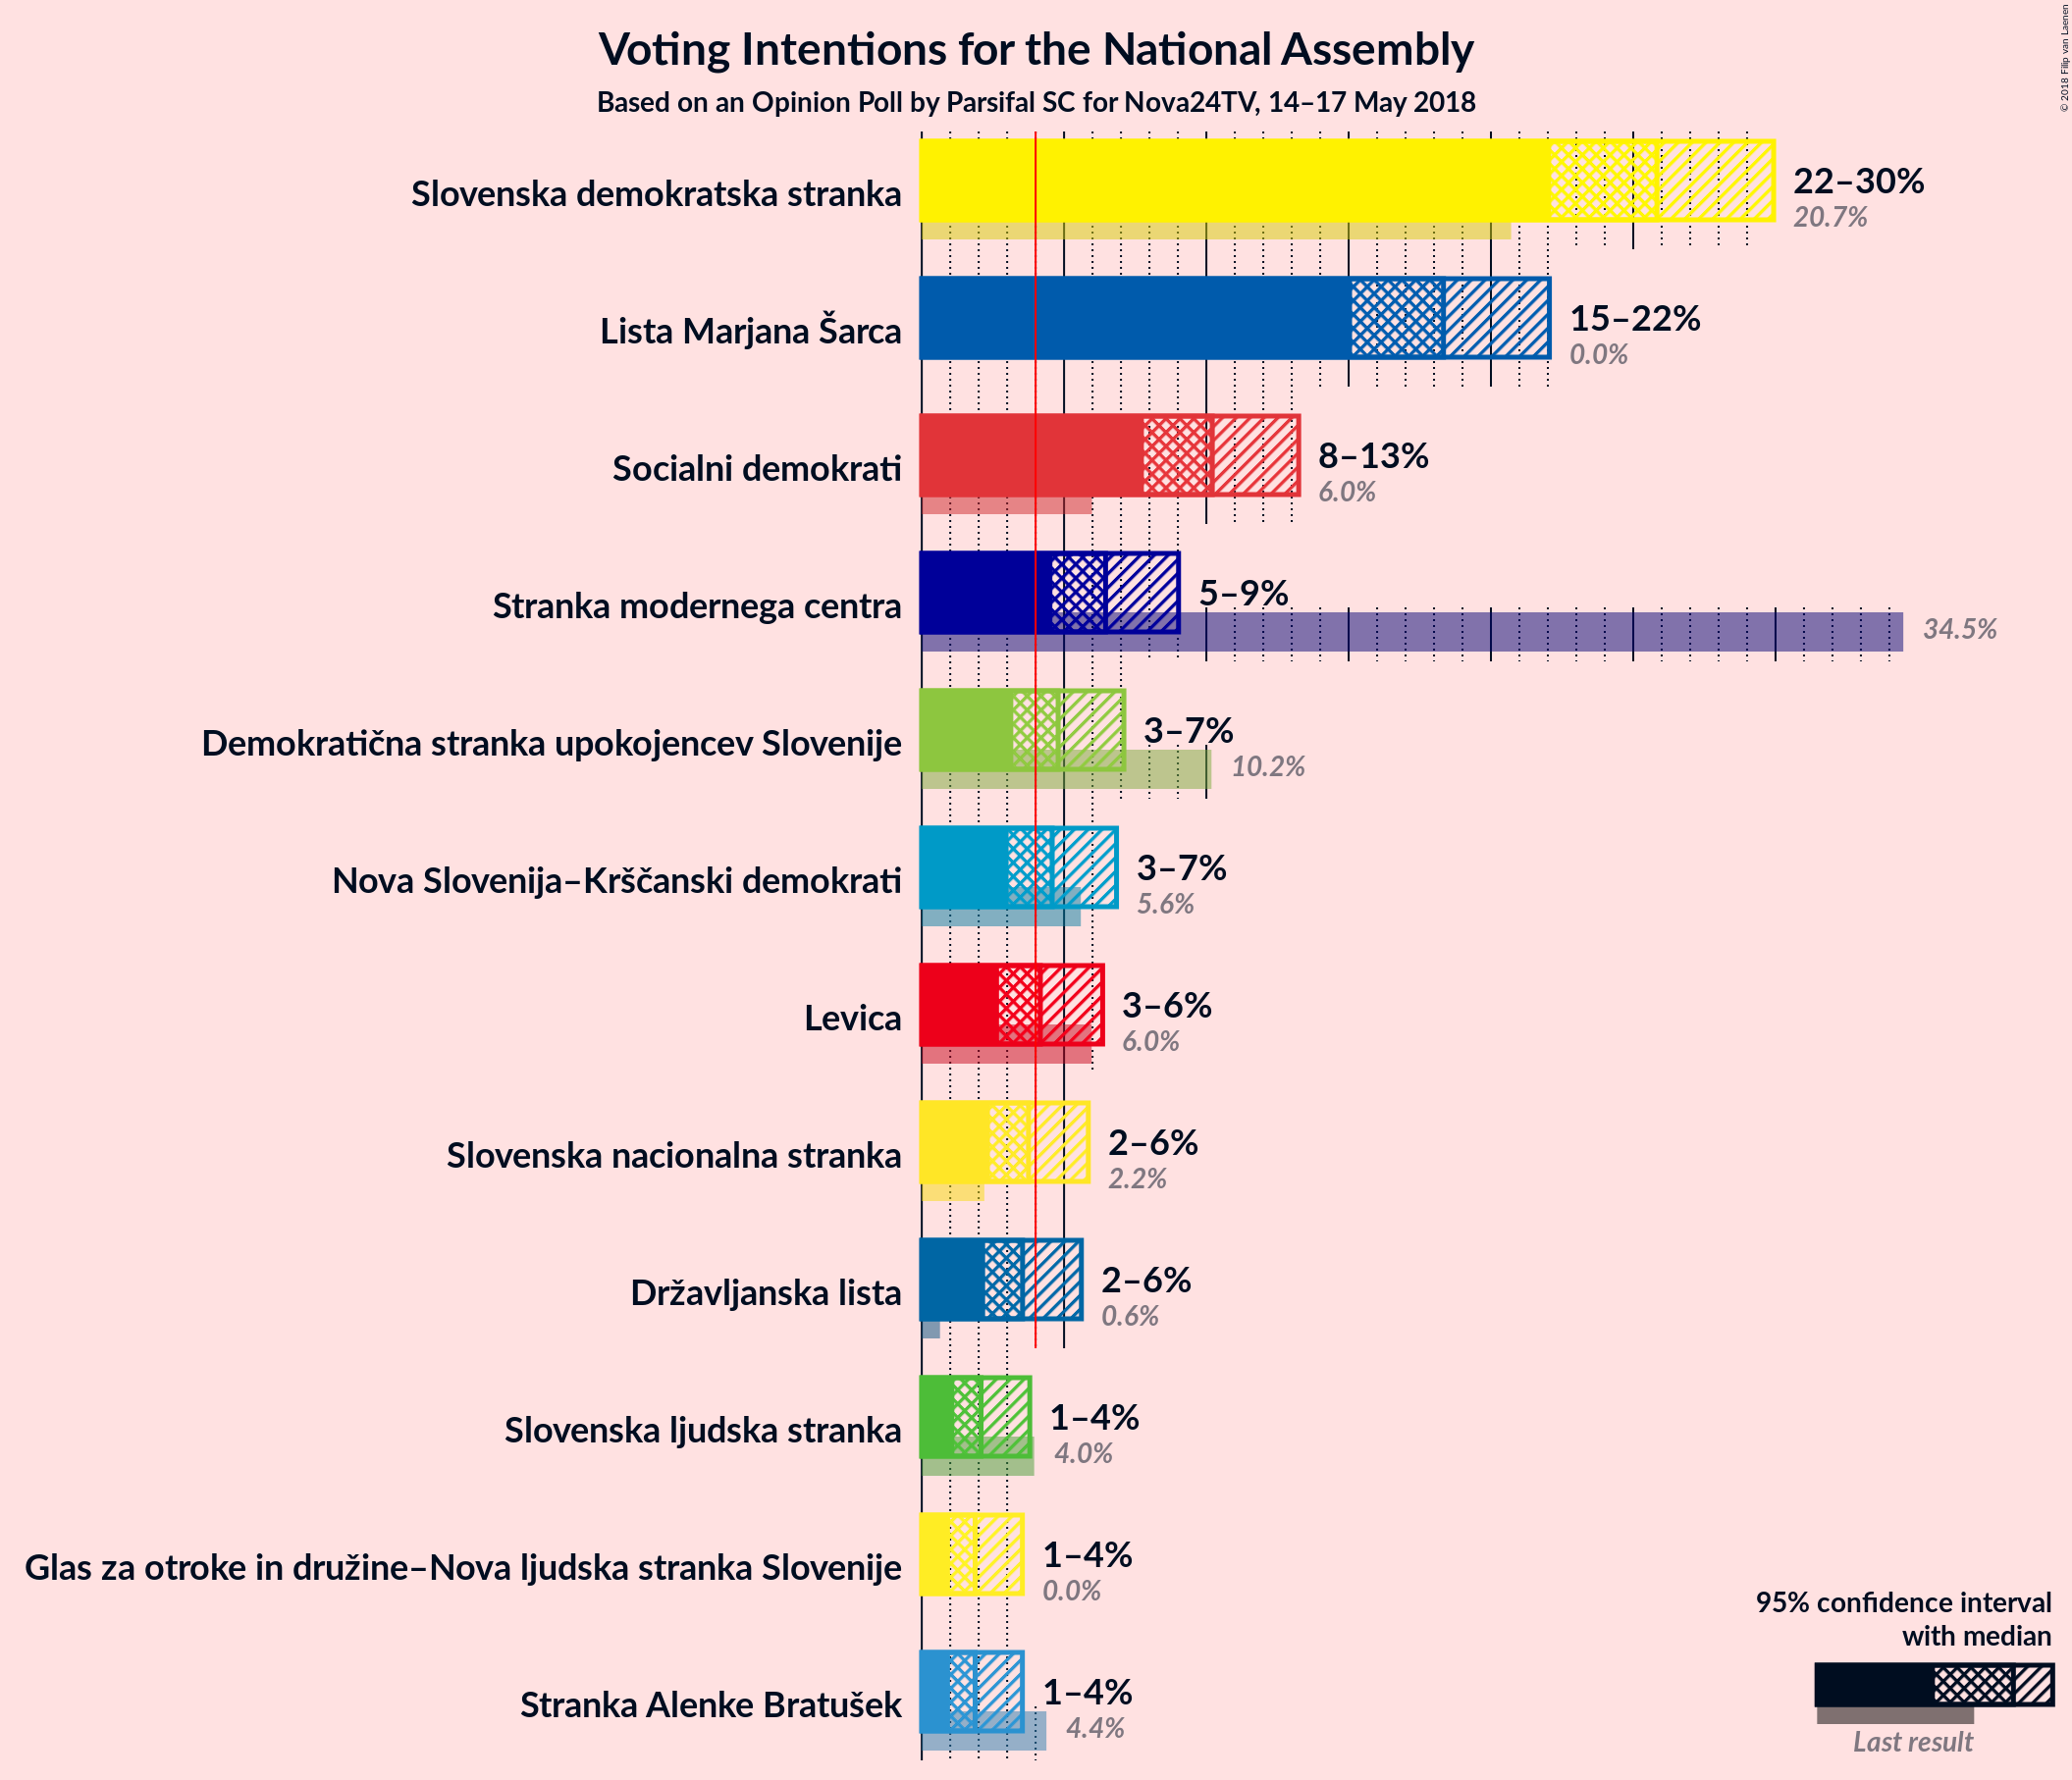 Voting Intentions for the National Assembly
Based on an Opinion Poll by Parsifal SC for Nova24TV, 14–17 May 2018
© 2018 Filip van Laenen
Slovenska demokratska stranka
22–30%
20.7%
Lista Marjana Šarca
15–22%
0.0%
Socialni demokrati
8–13%
6.0%
Stranka modernega centra
5–9%
34.5%
Demokratična stranka upokojencev Slovenije
3–7%
10.2%
Nova Slovenija–Krščanski demokrati
3–7%
5.6%
Levica
3–6%
6.0%
Slovenska nacionalna stranka
2–6%
2.2%
Državljanska lista
2–6%
0.6%
Slovenska ljudska stranka
1–4%
4.0%
Glas za otroke in družine–Nova ljudska stranka Slovenije
1–4%
0.0%
Stranka Alenke Bratušek
1–4%
4.4%
95% confidence interval
with median
Last result